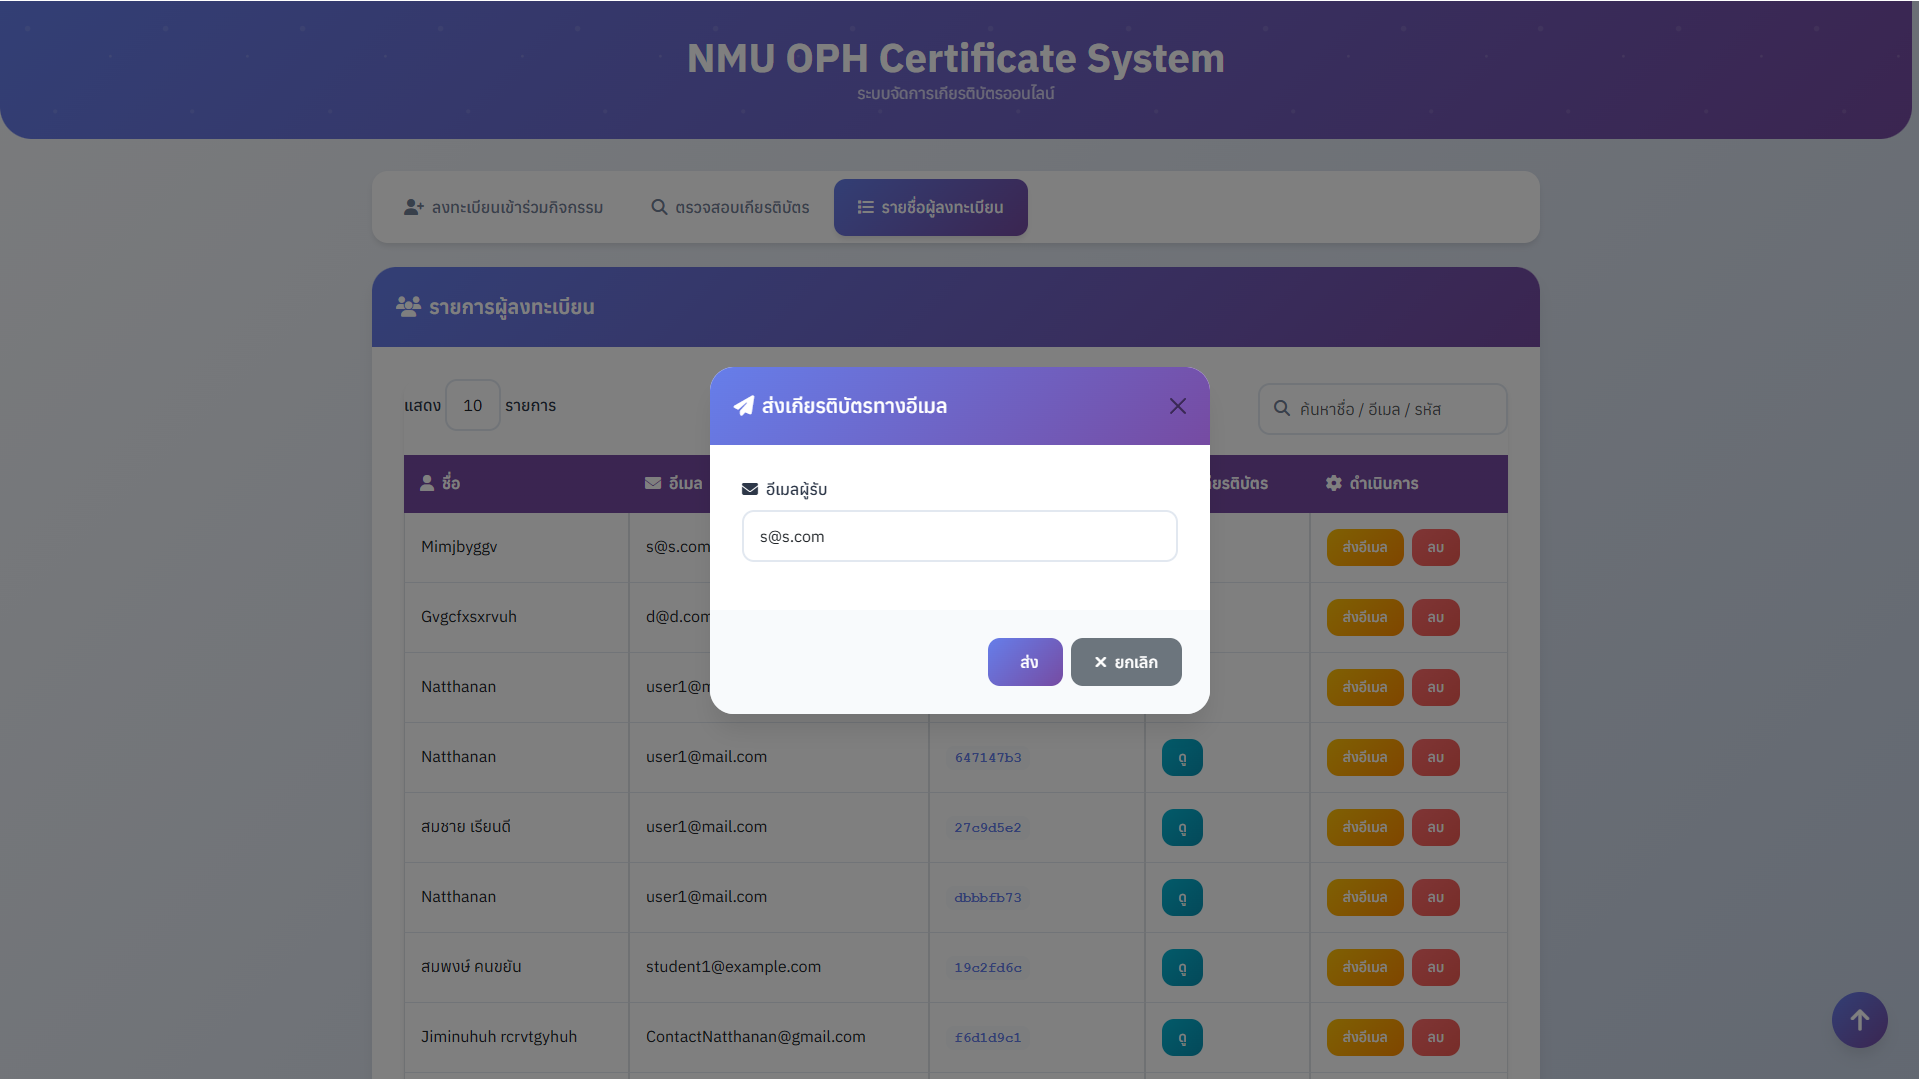 NMU OPH Certificate System
ระบบจัดการเกียรติบัตรออนไลน์
ลงทะเบียนเข้าร่วมกิจกรรม ตรวจสอบเกียรติบัตร รายชื่อผู้ลงทะเบียน
รายการผู้ลงทะเบียน
แสดง 10 รายการ
ค้นหาชื่อ / อีเมล / รหัส
ส่งเกียรติบัตรทางอีเมล
อีเมลผู้รับ
s@s.com
ส่ง ยกเลิก
ชื่อ อีเมล ดำเนินการ
Mimjbyggv s@s.com ส่งอีเมล ลบ
Gvgcfxsxrvuh d@d.com ส่งอีเมล ลบ
Natthanan ส่งอีเมล ลบ
Natthanan user1@mail.com 647147b3 ดู ส่งอีเมล ลบ
สมชาย เรียนดี user1@mail.com 27c9d5e2 ดู ส่งอีเมล ลบ
Natthanan user1@mail.com dbbbfb73 ดู ส่งอีเมล ลบ
สมพงษ์ คนขยัน student1@example.com 19c2fd6c ดู ส่งอีเมล ลบ
Jiminuhuh rcrvtgyhuh ContactNatthanan@gmail.com f6d1d9c1 ดู ส่งอีเมล ลบ